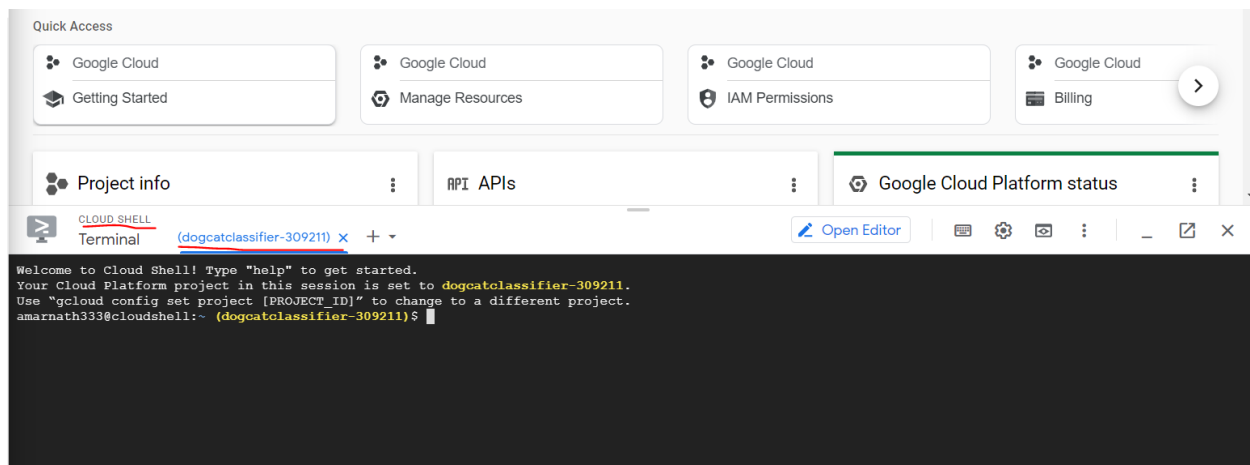 Quick Access
Google Cloud
Getting Started
Google Cloud
Manage Resources
Google Cloud
IAM Permissions
Google Cloud
Billing
Project info
API APIs
Google Cloud Platform status
CLOUD SHELL
Terminal
(dogcatclassifier-309211)
Open Editor
Welcome to Cloud Shell! Type "help" to get started.
Your Cloud Platform project in this session is set to dogcatclassifier-309211.
Use “gcloud config set project [PROJECT_ID]” to change to a different project.
amarnath333@cloudshell:~ (dogcatclassifier-309211)$